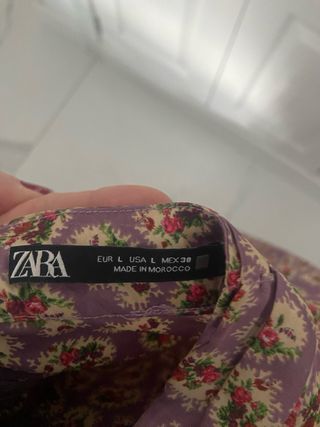 ZARA
EUR L USA L MEX 30
MADE IN MOROCCO